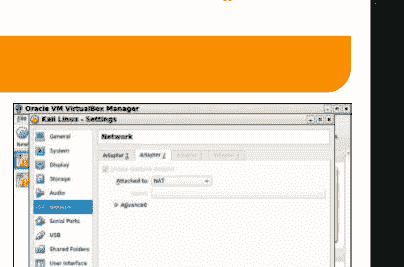 Oracle VM VirtualBox Manager
File
Kali Linux - Settings
General
Network
System
Adapter 1
Adapter 2
Display
Storage
Attached to: NAT
Audio
Network
Advanced
Serial Ports
USB
Shared Folders
User Interface